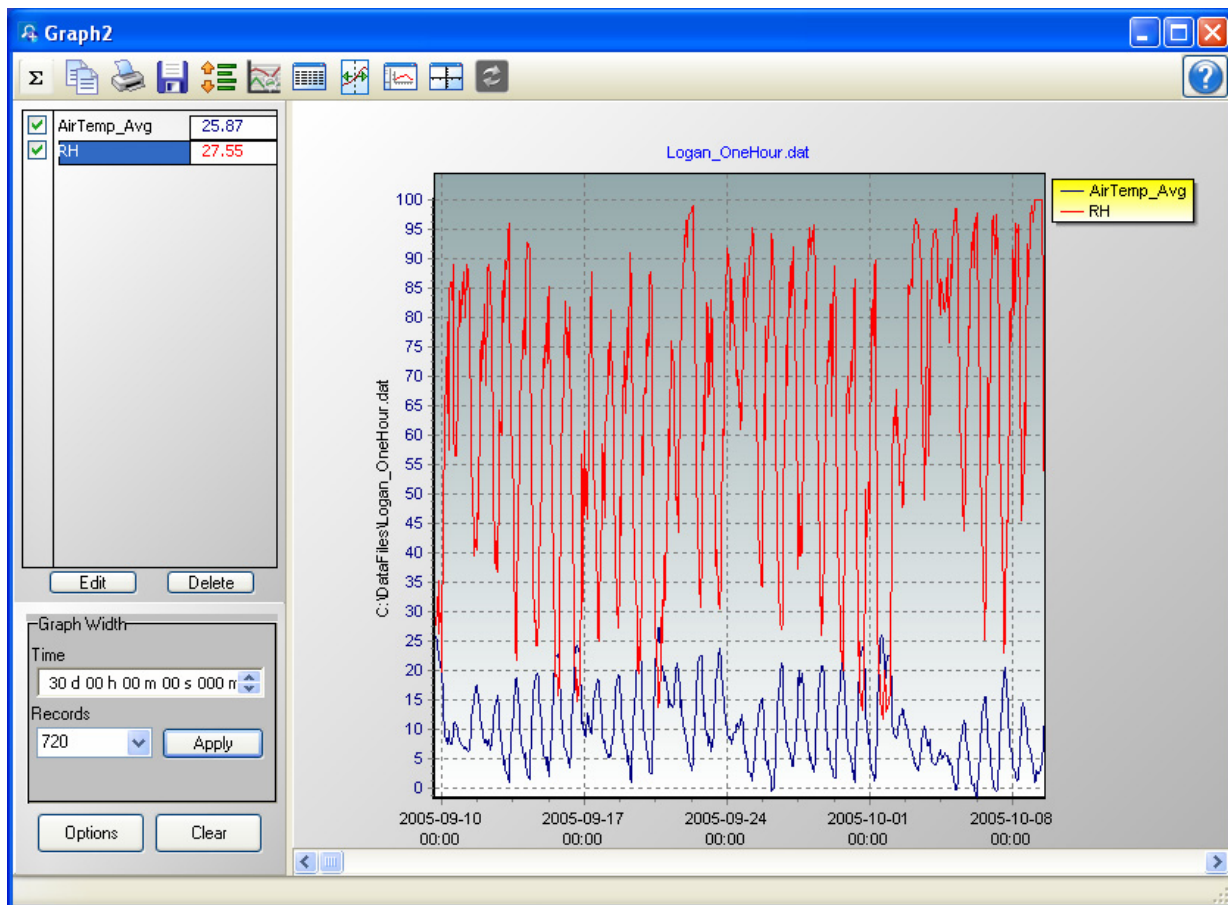 Graph2
Σ
AirTemp_Avg 25.87
RH 27.55
Edit Delete
Graph Width
Time
30 d 00 h 00 m 00 s 000 m
Records
720 Apply
Options Clear
Logan_OneHour.dat
AirTemp_Avg
RH
C:\DataFiles\Logan_OneHour.dat
100
95
90
85
80
75
70
65
60
55
50
45
40
35
30
25
20
15
10
5
0
2005-09-10 2005-09-17 2005-09-24 2005-10-01 2005-10-08
00:00 00:00 00:00 00:00 00:00